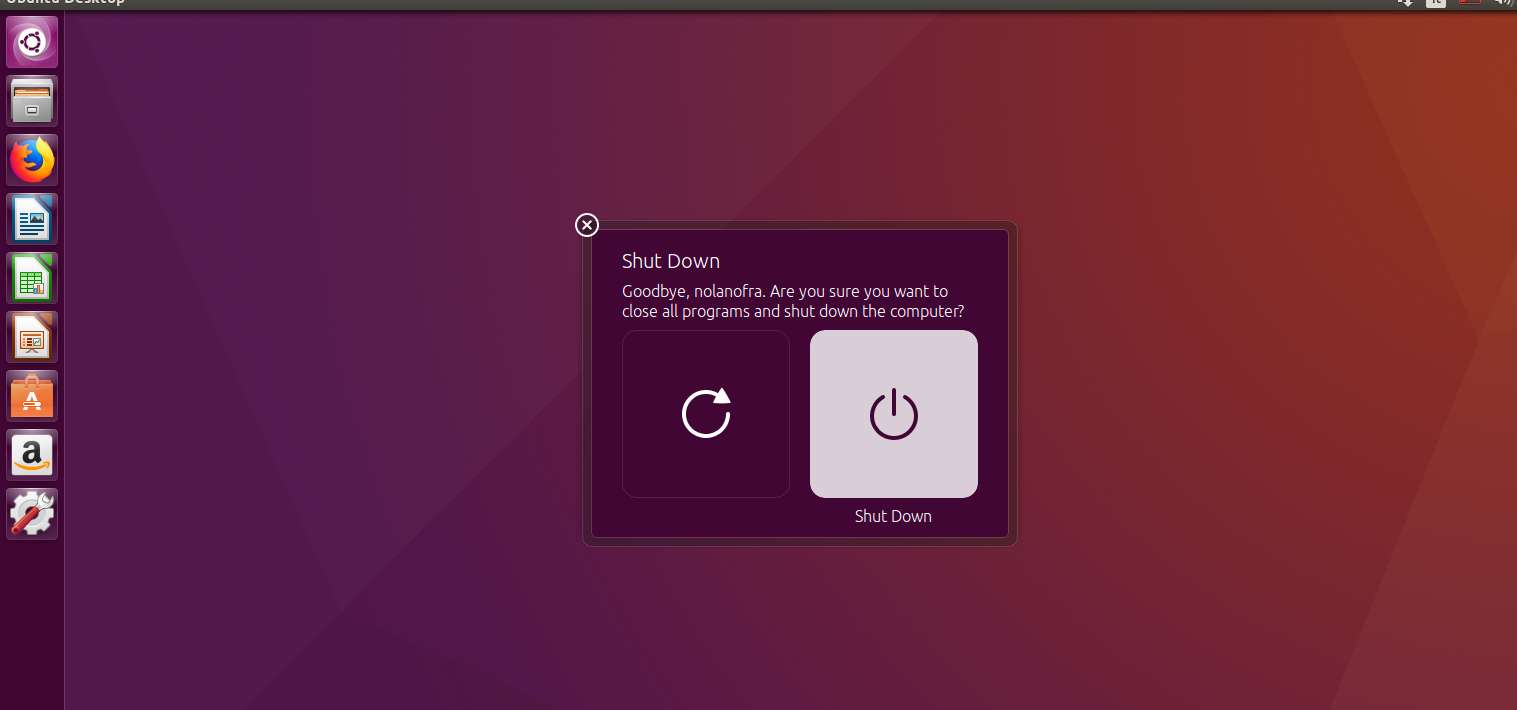 Ubuntu Desktop
Shut Down
Goodbye, nolanofra. Are you sure you want to
close all programs and shut down the computer?
Shut Down